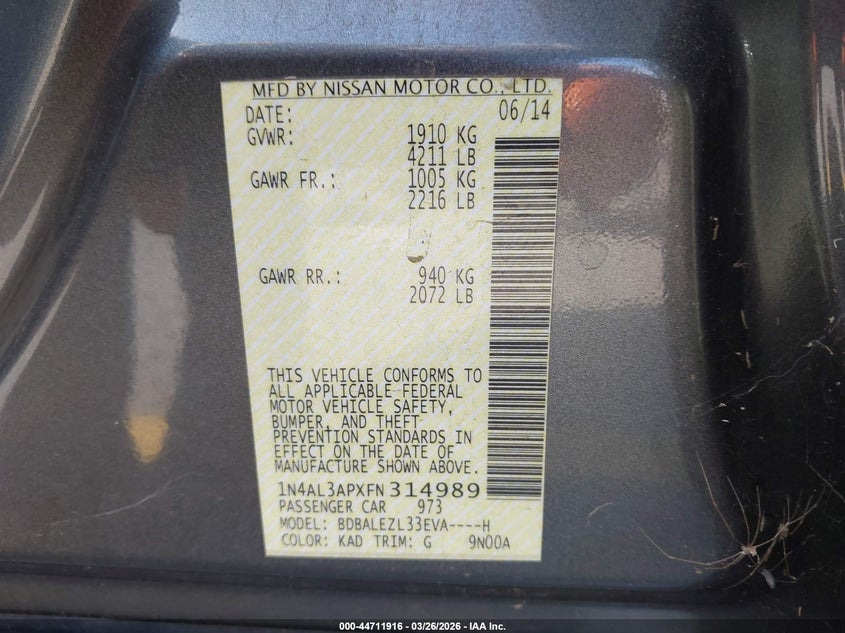 MFD BY NISSAN MOTOR CO., LTD.
DATE: 06/14
GVWR: 1910 KG
4211 LB
GAWR FR.: 1005 KG
2216 LB
GAWR RR.: 940 KG
2072 LB
THIS VEHICLE CONFORMS TO
ALL APPLICABLE FEDERAL
MOTOR VEHICLE SAFETY,
BUMPER, AND THEFT
PREVENTION STANDARDS IN
EFFECT ON THE DATE OF
MANUFACTURE SHOWN ABOVE.
1N4AL3APXFN314989
PASSENGER CAR 973
MODEL: BDBALEZL33EVA----H
COLOR: KAD TRIM: G 9N00A
000-44711916 - 03/26/2026 - IAA Inc.